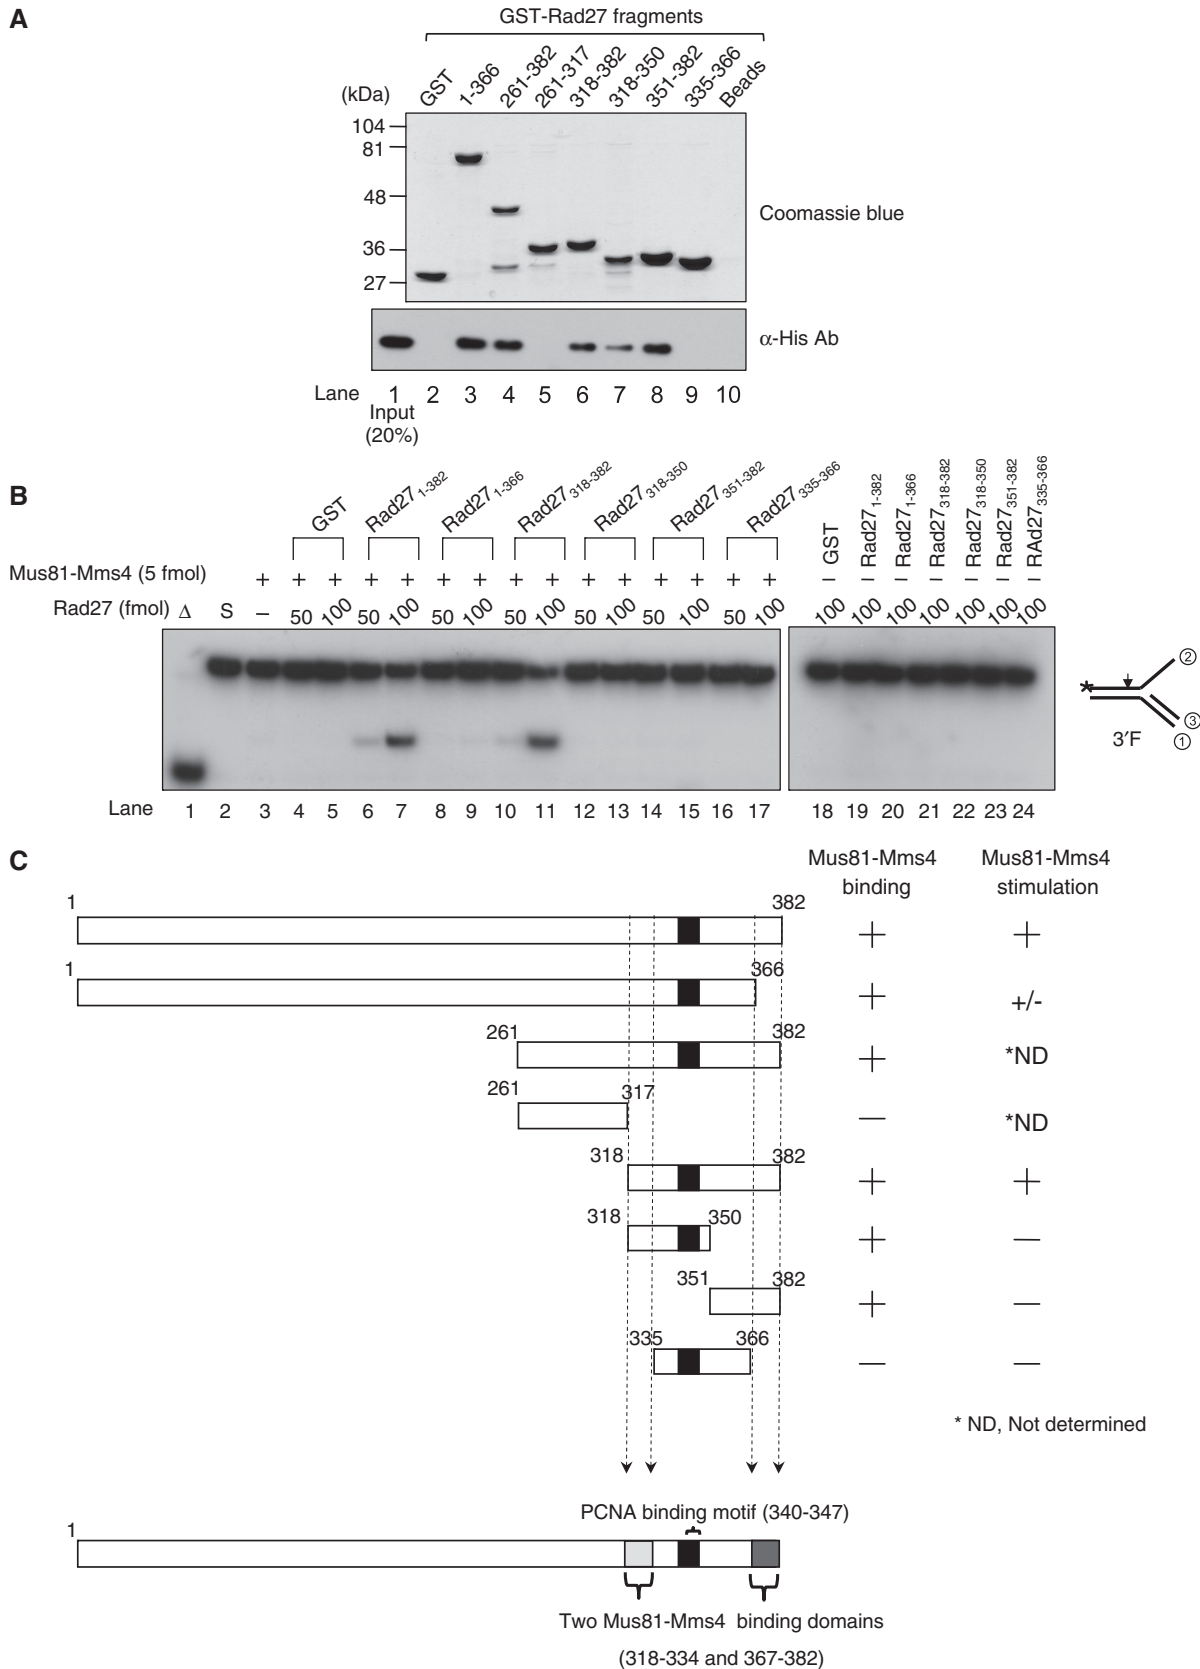 A
GST-Rad27 fragments
(kDa) GST 1-366 261-382 261-317 318-382 318-350 351-382 335-366 Beads
104
81
48
36
27
Coomassie blue
α-His Ab
Lane 1 2 3 4 5 6 7 8 9 10
Input
(20%)
B
GST Rad27 1-382 Rad27 1-366 Rad27 318-382 Rad27 318-350 Rad27 351-382 Rad27 335-366 GST Rad27 1-382 Rad27 1-366 Rad27 318-382 Rad27 318-350 Rad27 351-382 RAd27 335-366
Mus81-Mms4 (5 fmol) + + + + + + + + + + + + + + + – – – – – – –
Rad27 (fmol) Δ S – 50 100 50 100 50 100 50 100 50 100 50 100 50 100 100 100 100 100 100 100 100
2
3
1
3′F
Lane 1 2 3 4 5 6 7 8 9 10 11 12 13 14 15 16 17 18 19 20 21 22 23 24
C
Mus81-Mms4 binding
Mus81-Mms4 stimulation
1 382 + +
1 366 + +/-
261 382 + *ND
261 317 — *ND
318 382 + +
318 350 + —
351 382 + —
335 366 — —
* ND, Not determined
PCNA binding motif (340-347)
1
Two Mus81-Mms4 binding domains
(318-334 and 367-382)